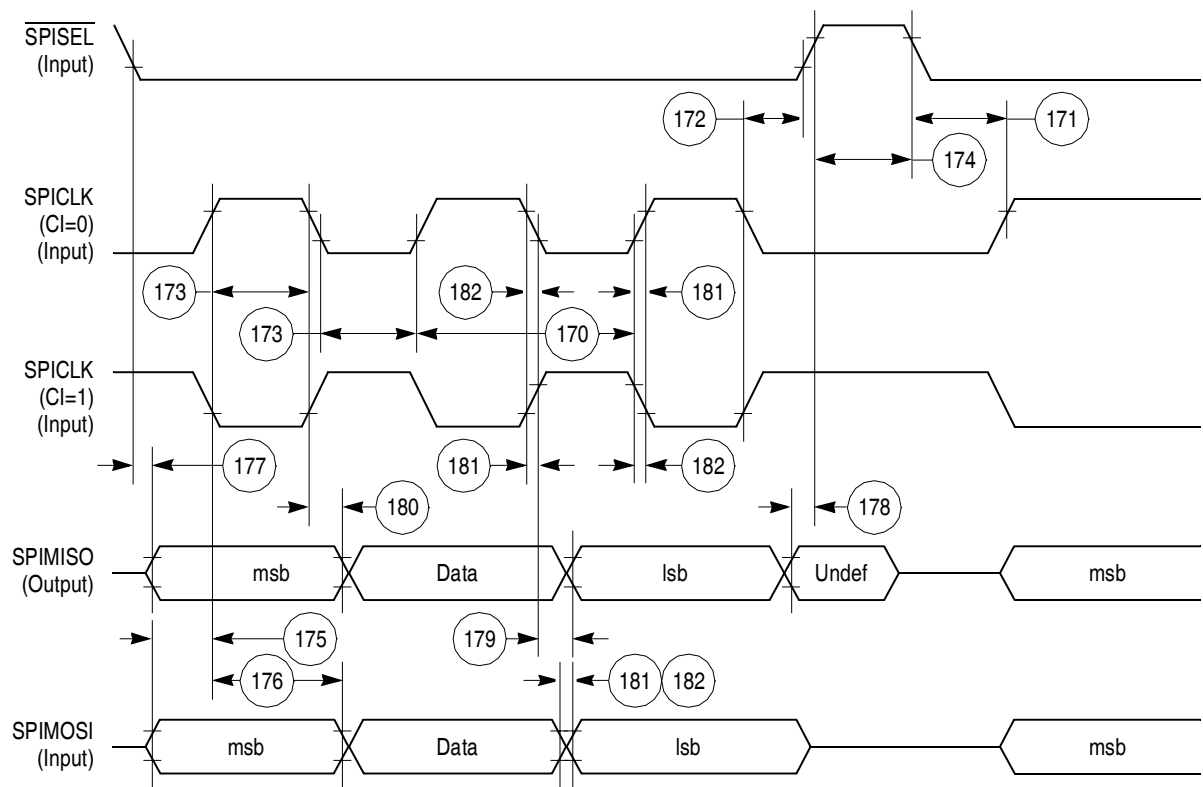 SPISEL
(Input)
172
171
174
SPICLK
(CI=0)
(Input)
173
182
181
173
170
SPICLK
(CI=1)
(Input)
177
181
182
180
178
SPIMISO
(Output)
msb
Data
lsb
Undef
msb
175
179
176
181
182
SPIMOSI
(Input)
msb
Data
lsb
msb